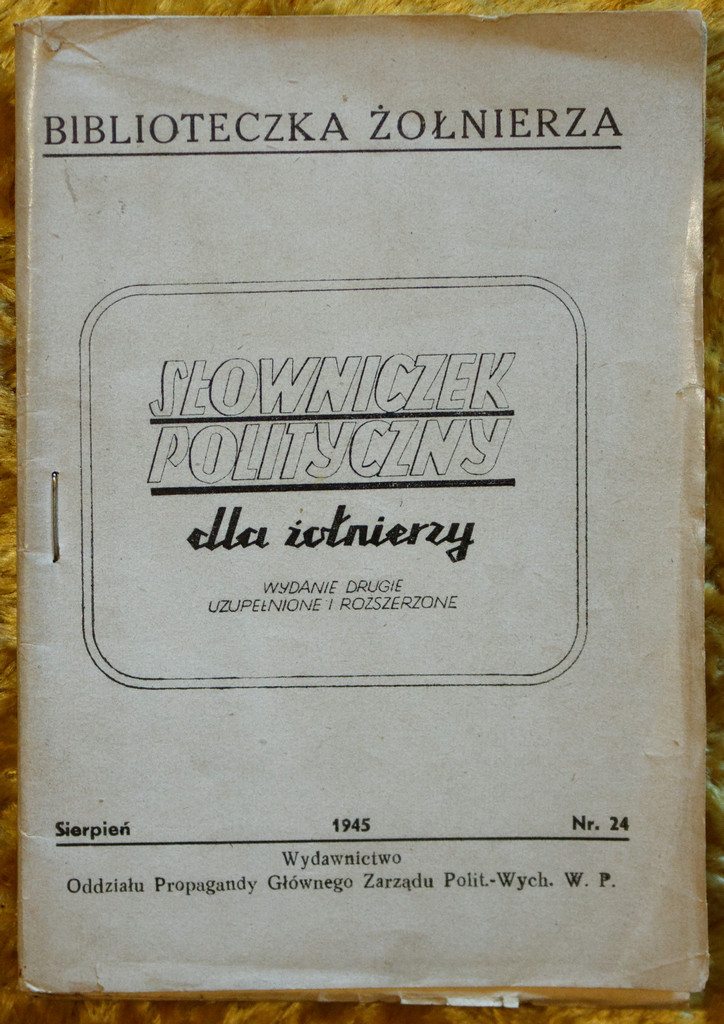 BIBLIOTECZKA ŻOŁNIERZA
SŁOWNICZEK
POLITYCZNY
dla żołnierzy
WYDANIE DRUGIE
UZUPEŁNIONE I ROZSZERZONE
Sierpień 1945 Nr. 24
Wydawnictwo
Oddziału Propagandy Głównego Zarządu Polit.-Wych. W. P.